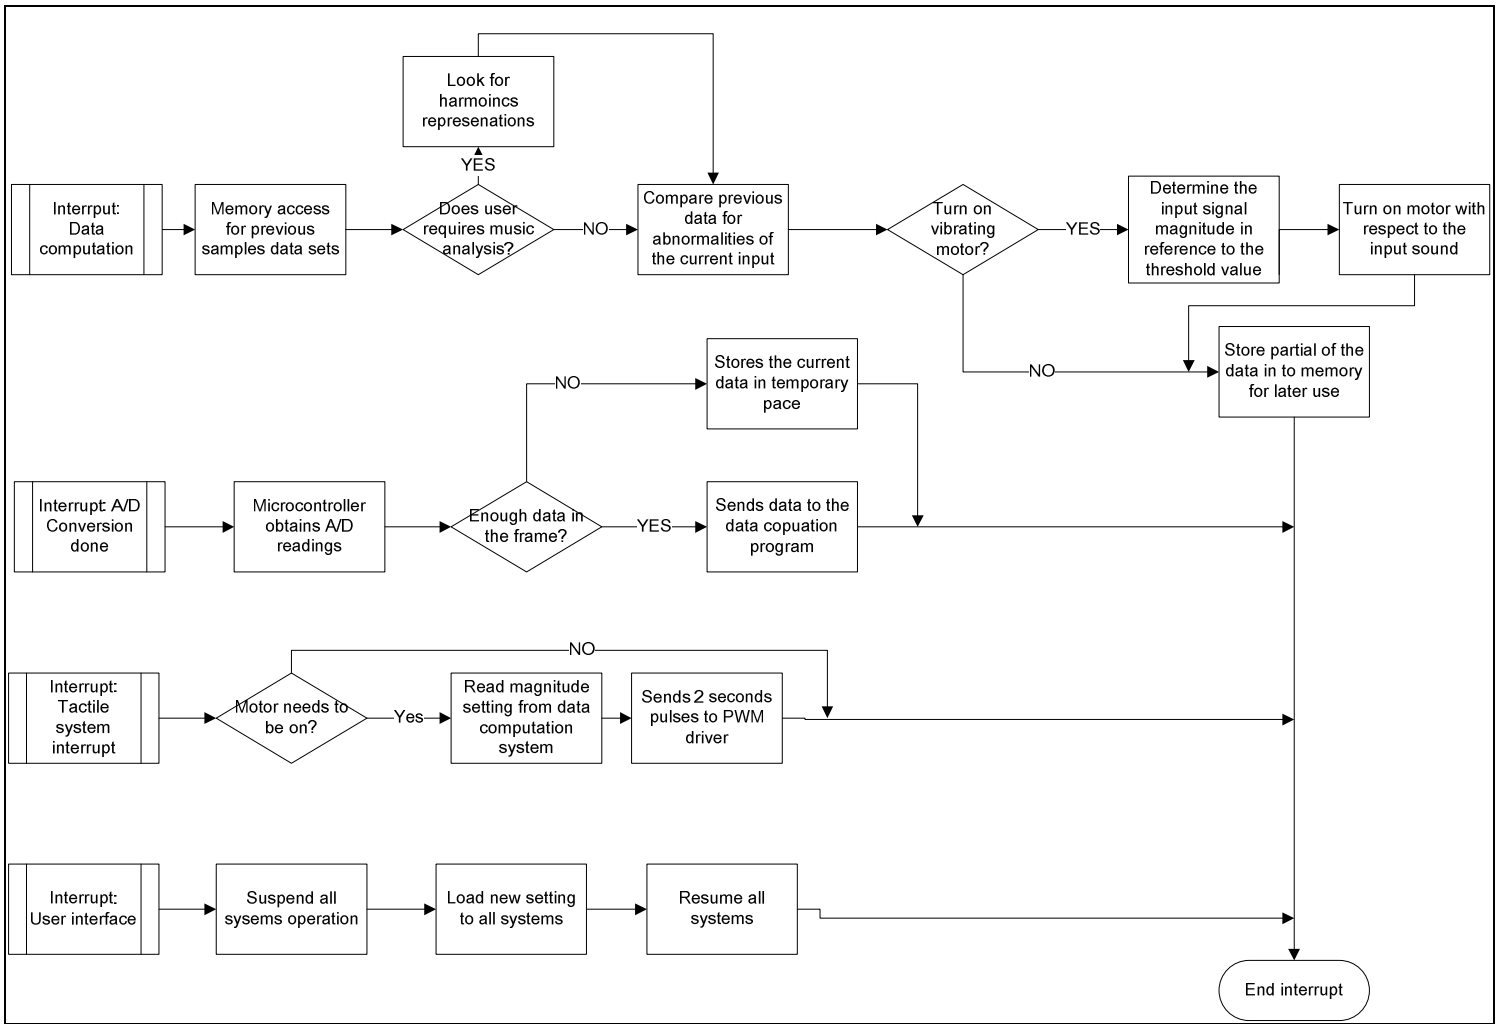 Look for
harmoincs
represenations
YES
Interrput:
Data
computation
Memory access
for previous
samples data sets
Does user
requires music
analysis?
NO
Compare previous
data for
abnormalities of
the current input
Turn on
vibrating
motor?
YES
Determine the
input signal
magnitude in
reference to the
threshold value
Turn on motor with
respect to the
input sound
NO
Store partial of the
data in to memory
for later use
NO
Stores the current
data in temporary
pace
Interrupt: A/D
Conversion
done
Microcontroller
obtains A/D
readings
Enough data in
the frame?
YES
Sends data to the
data copuation
program
NO
Interrupt:
Tactile
system
interrupt
Motor needs to
be on?
Yes
Read magnitude
setting from data
computation
system
Sends 2 seconds
pulses to PWM
driver
Interrupt:
User interface
Suspend all
sysems operation
Load new setting
to all systems
Resume all
systems
End interrupt